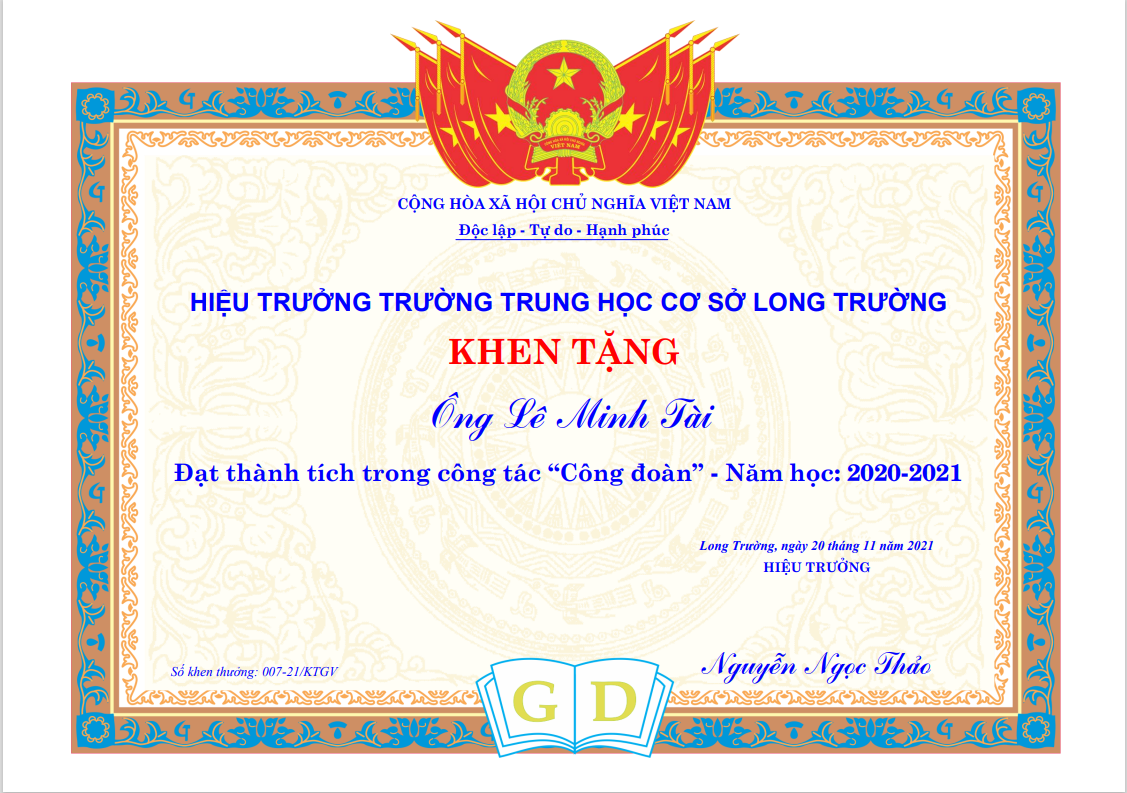 CỘNG HÒA XÃ HỘI CHỦ NGHĨA VIỆT NAM
Độc lập - Tự do - Hạnh phúc
HIỆU TRƯỞNG TRƯỜNG TRUNG HỌC CƠ SỞ LONG TRƯỜNG
KHEN TẶNG
Ông Lê Minh Tài
Đạt thành tích trong công tác “Công đoàn” - Năm học: 2020-2021
Long Trường, ngày 20 tháng 11 năm 2021
HIỆU TRƯỞNG
Nguyễn Ngọc Thảo
Số khen thưởng: 007-21/KTGV
G D